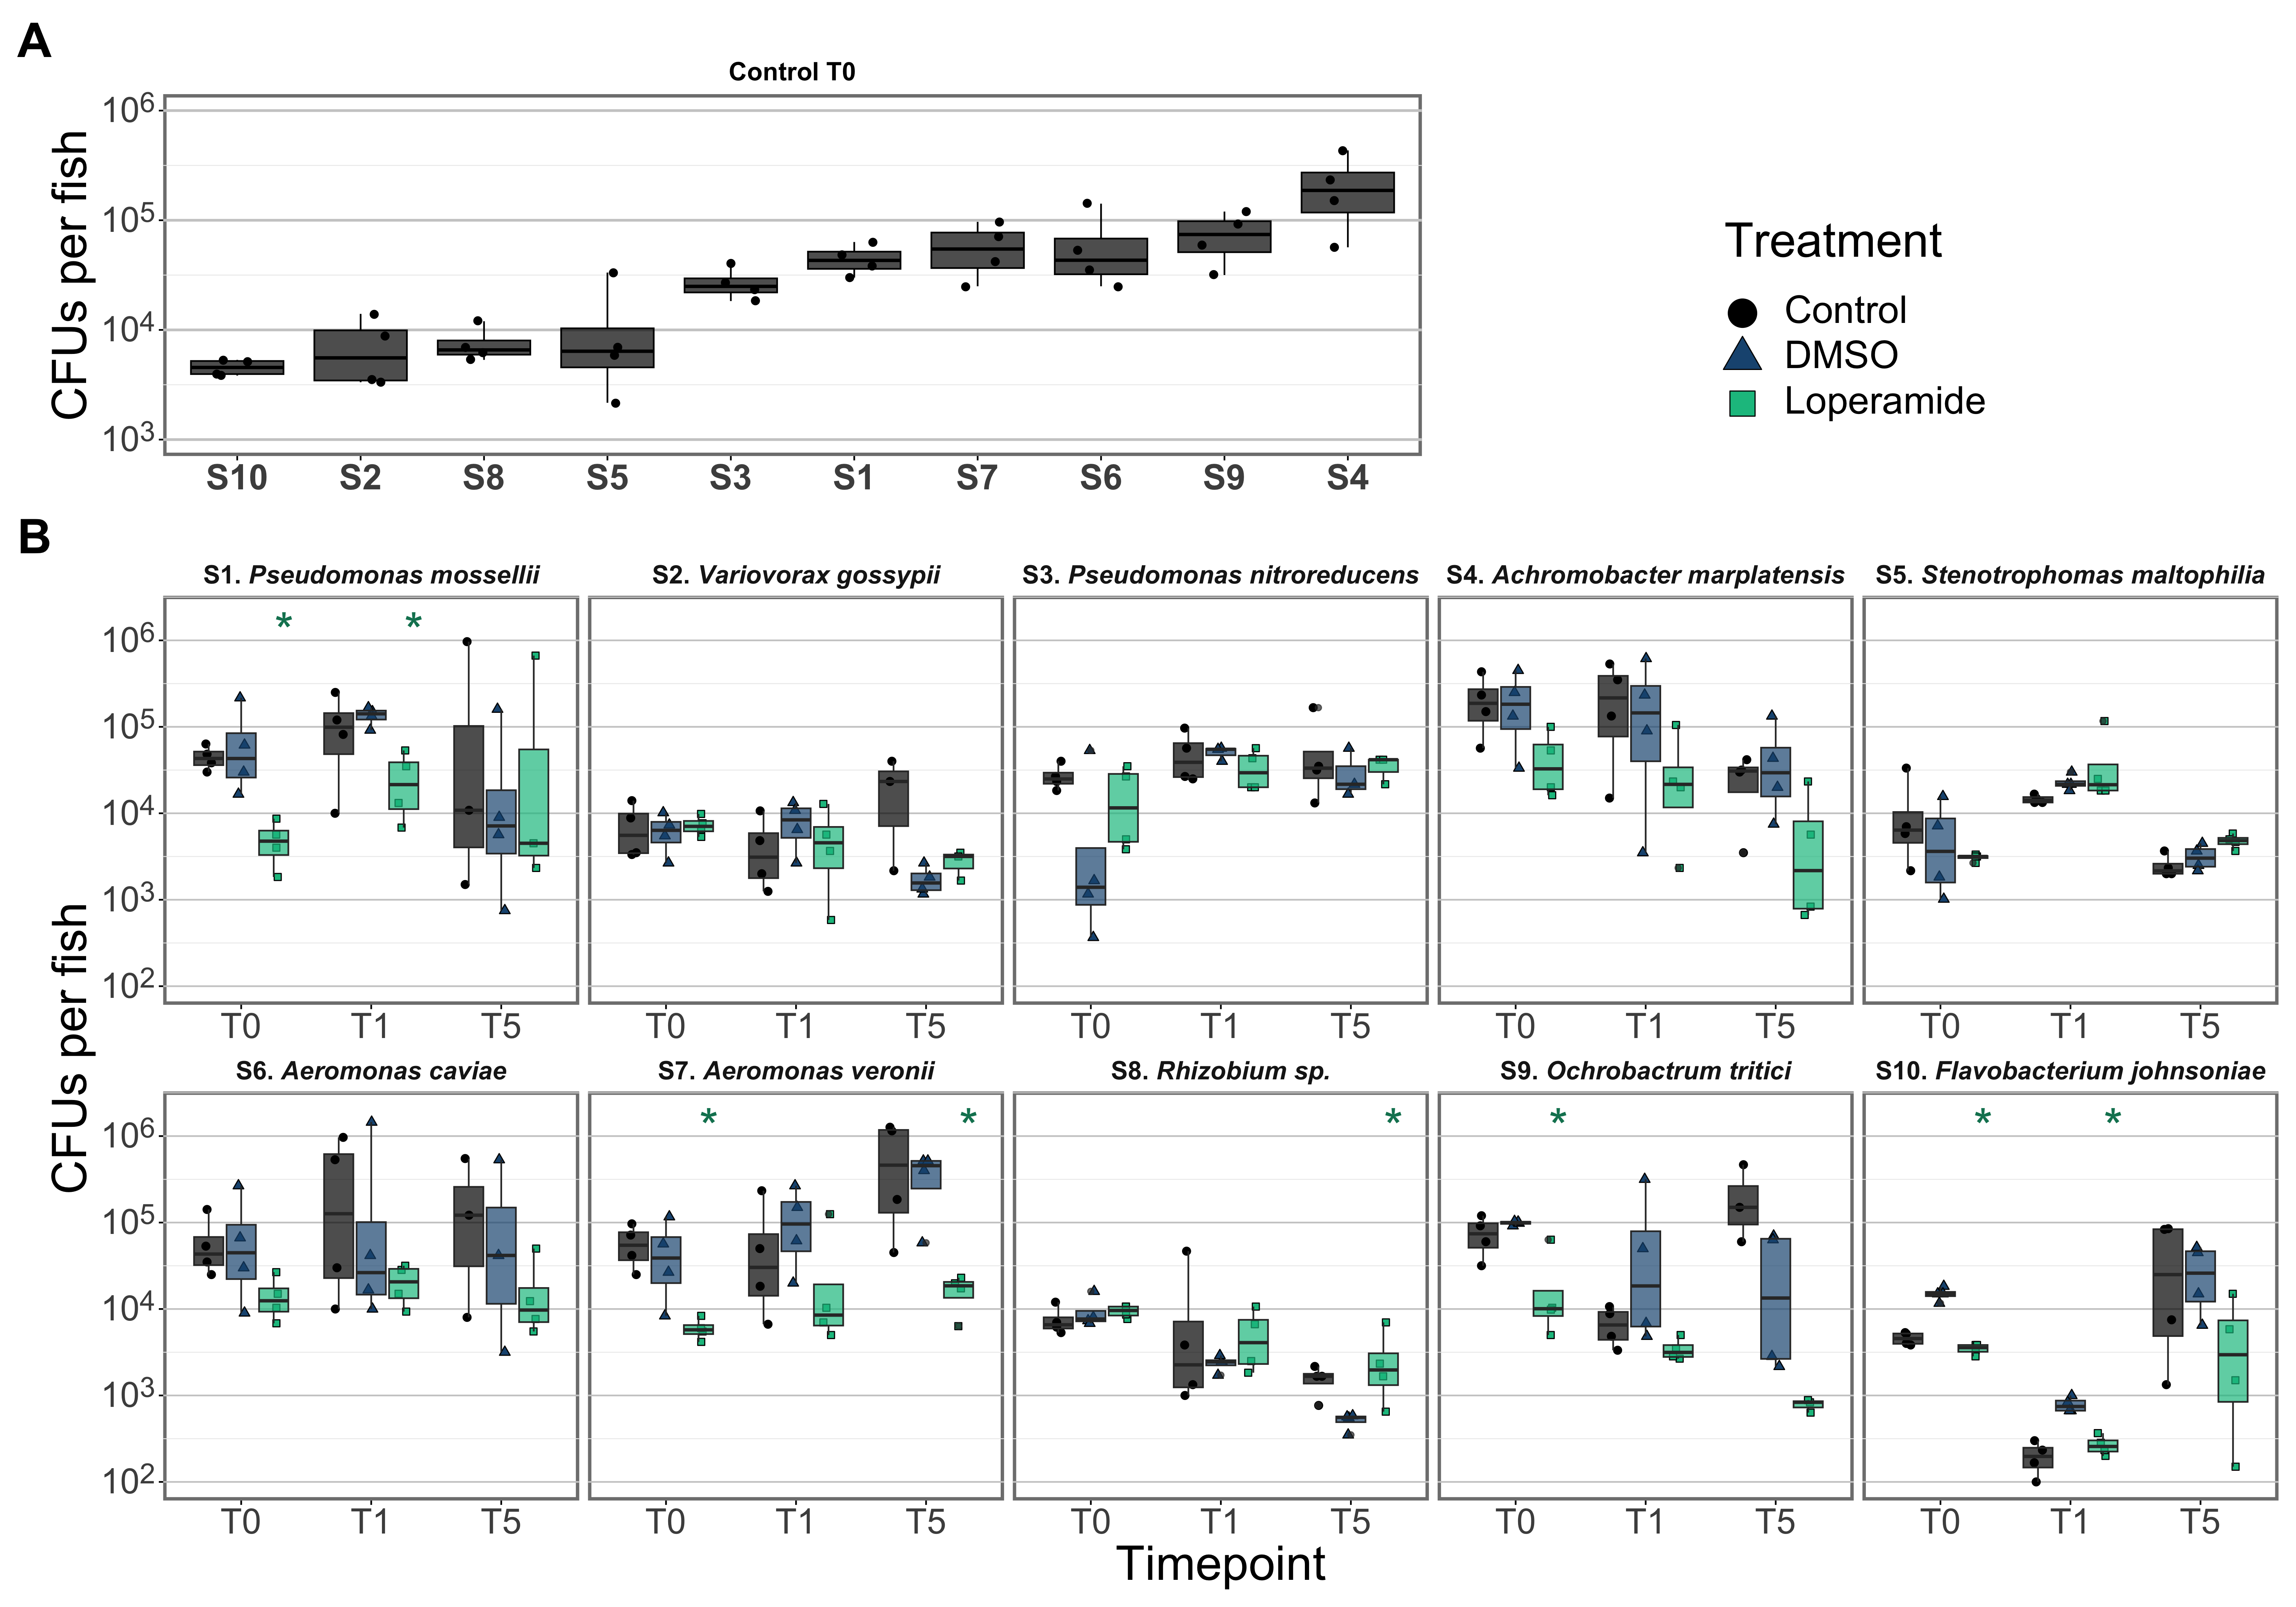 A
Control T0
CFUs per fish
10^6
10^5
10^4
10^3
S10 S2 S8 S5 S3 S1 S7 S6 S9 S4
Treatment
Control
DMSO
Loperamide
B
CFUs per fish
S1. Pseudomonas mossellii S2. Variovorax gossypii S3. Pseudomonas nitroreducens S4. Achromobacter marplatensis S5. Stenotrophomas maltophilia
* *
10^6
10^5
10^4
10^3
10^2
T0 T1 T5 T0 T1 T5 T0 T1 T5 T0 T1 T5 T0 T1 T5
S6. Aeromonas caviae S7. Aeromonas veronii S8. Rhizobium sp. S9. Ochrobactrum tritici S10. Flavobacterium johnsoniae
* * * * * *
10^6
10^5
10^4
10^3
10^2
T0 T1 T5 T0 T1 T5 T0 T1 T5 T0 T1 T5 T0 T1 T5
Timepoint